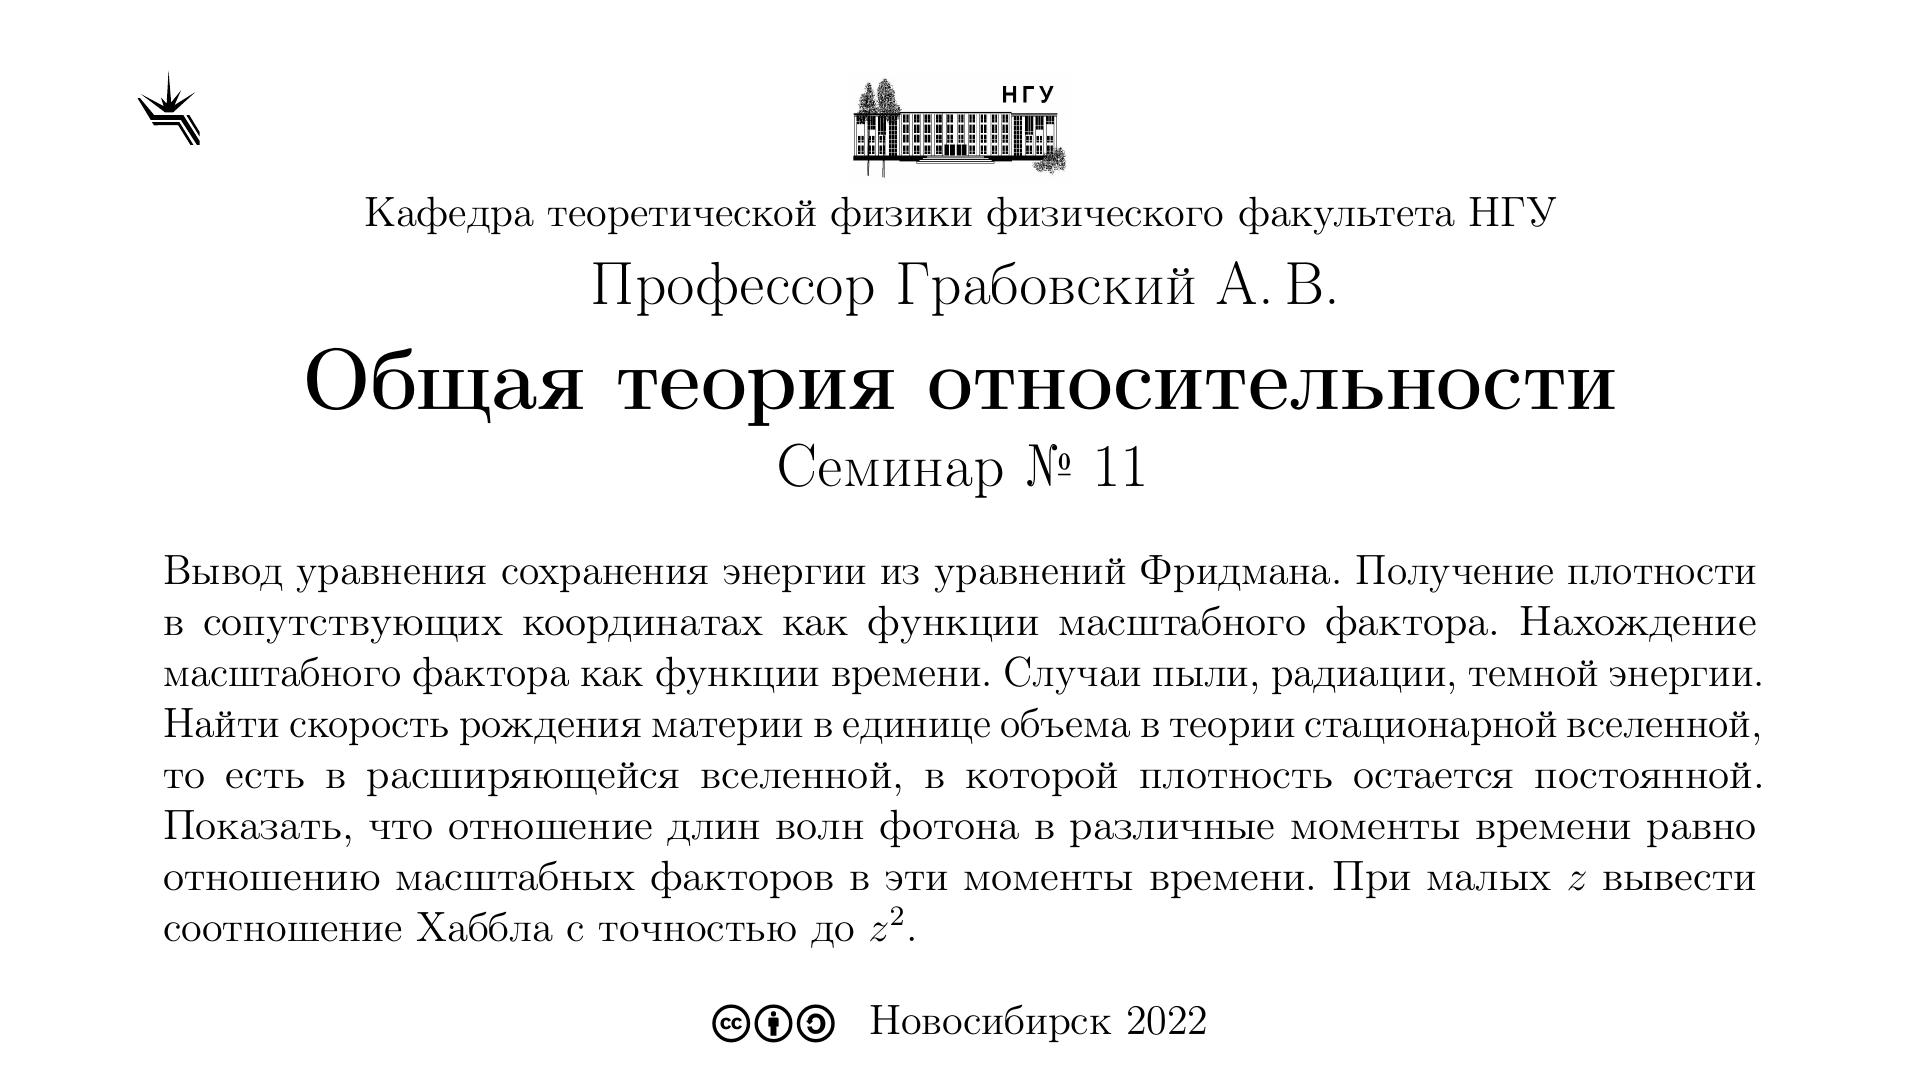 НГУ
Кафедра теоретической физики физического факультета НГУ
Профессор Грабовский А. В.
Общая теория относительности
Семинар № 11
Вывод уравнения сохранения энергии из уравнений Фридмана. Получение плотности
в сопутствующих координатах как функции масштабного фактора. Нахождение
масштабного фактора как функции времени. Случаи пыли, радиации, темной энергии.
Найти скорость рождения материи в единице объема в теории стационарной вселенной,
то есть в расширяющейся вселенной, в которой плотность остается постоянной.
Показать, что отношение длин волн фотона в различные моменты времени равно
отношению масштабных факторов в эти моменты времени. При малых z вывести
соотношение Хаббла с точностью до z².
cc Новосибирск 2022